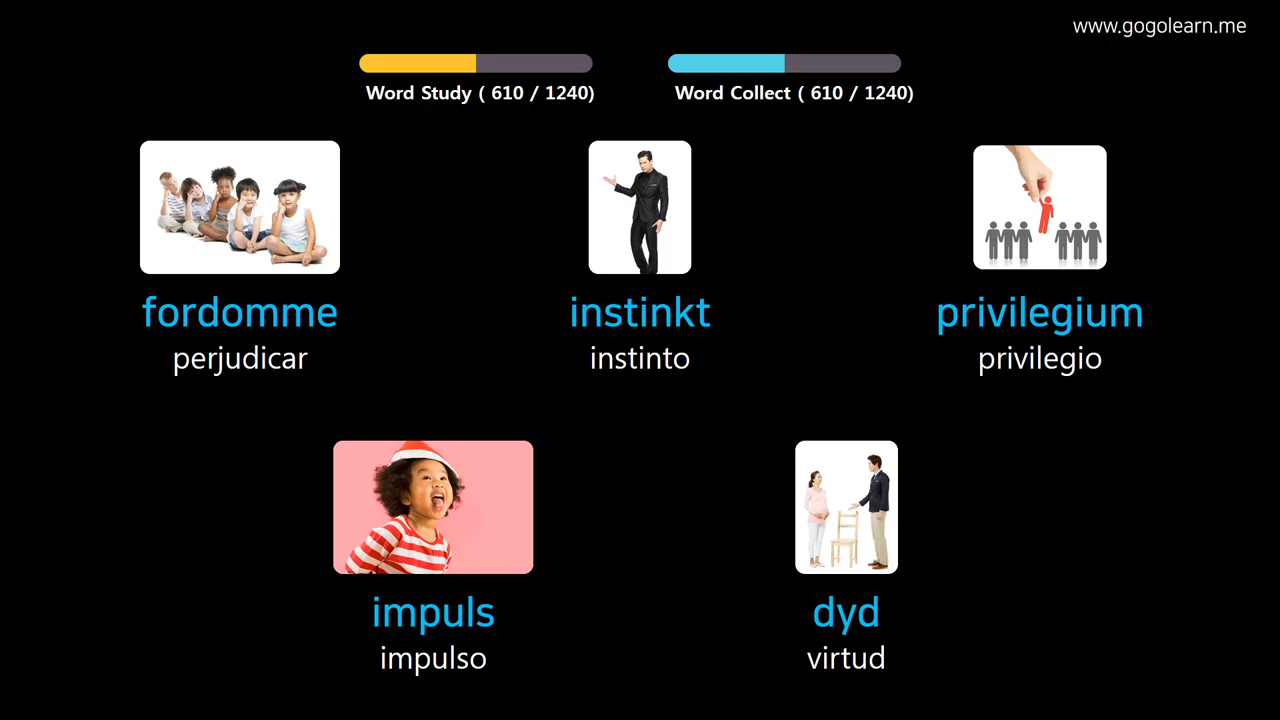 www.gogolearn.me
Word Study ( 610 / 1240)
Word Collect ( 610 / 1240)
fordomme
perjudicar
instinkt
instinto
privilegium
privilegio
impuls
impulso
dyd
virtud